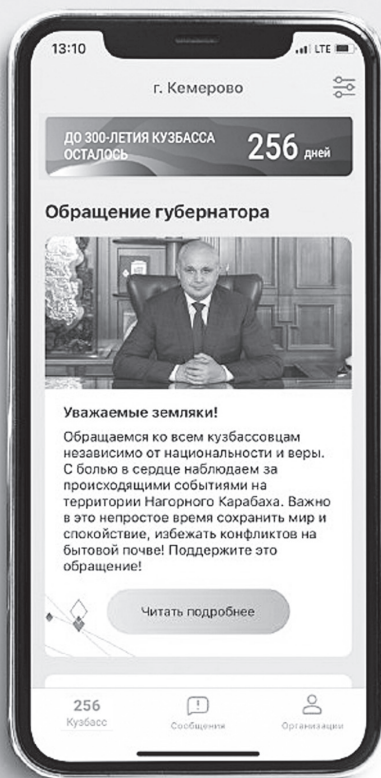 13:10
LTE
г. Кемерово
ДО 300-ЛЕТИЯ КУЗБАССА
ОСТАЛОСЬ
256 дней
Обращение губернатора
Уважаемые земляки!
Обращаемся ко всем кузбассовцам
независимо от национальности и веры.
С болью в сердце наблюдаем за
происходящими событиями на
территории Нагорного Карабаха. Важно
в это непростое время сохранить мир и
спокойствие, избежать конфликтов на
бытовой почве! Поддержите это
обращение!
Читать подробнее
256
Кузбасс
Сообщения
Организации